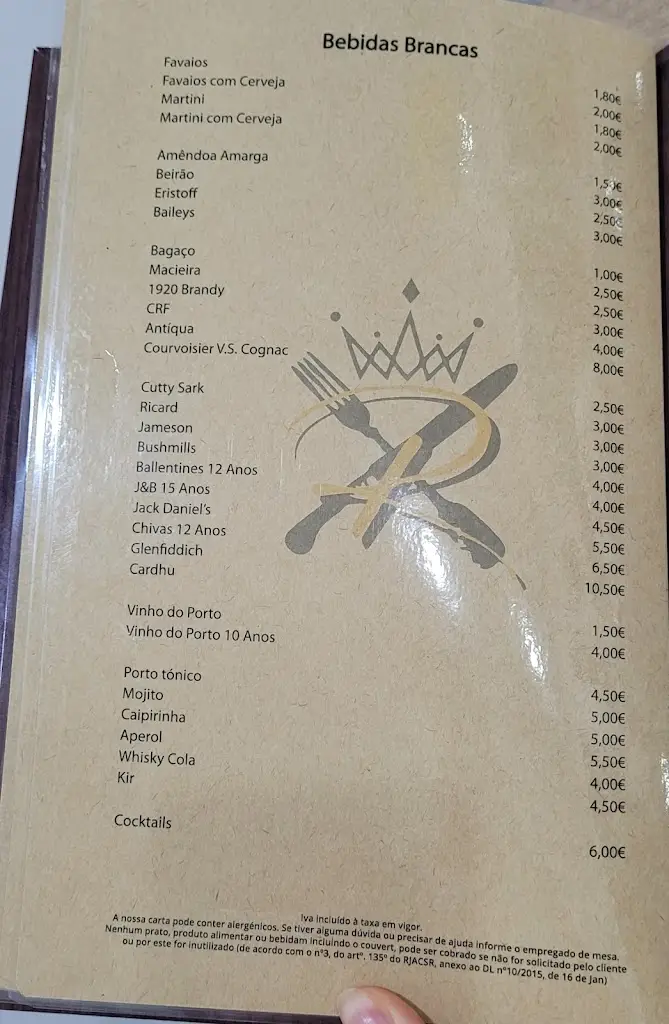 Bebidas Brancas
Favaios 1,80€
Favaios com Cerveja 2,00€
Martini 1,80€
Martini com Cerveja 2,00€
Amêndoa Amarga 1,50€
Beirão 3,00€
Eristoff 2,50€
Baileys 3,00€
Bagaço 1,00€
Macieira 2,50€
1920 Brandy 2,50€
CRF 3,00€
Antíqua 4,00€
Courvoisier V.S. Cognac 8,00€
Cutty Sark 2,50€
Ricard 3,00€
Jameson 3,00€
Bushmills 3,00€
Ballentines 12 Anos 4,00€
J&B 15 Anos 4,00€
Jack Daniel's 4,50€
Chivas 12 Anos 5,50€
Glenfiddich 6,50€
Cardhu 10,50€
Vinho do Porto 1,50€
Vinho do Porto 10 Anos 4,00€
Porto tónico 4,50€
Mojito 5,00€
Caipirinha 5,00€
Aperol 5,50€
Whisky Cola 4,00€
Kir 4,50€
Cocktails 6,00€
Iva incluído à taxa em vigor.
A nossa carta pode conter alergénicos. Se tiver alguma dúvida ou precisar de ajuda informe o empregado de mesa.
Nenhum prato, produto alimentar ou bebidam incluindo o couvert, pode ser cobrado se não for solicitado pelo cliente
ou por este for inutilizado (de acordo com o nº3, do artº. 135º do RJACSR, anexo ao DL nº10/2015, de 16 de Jan)